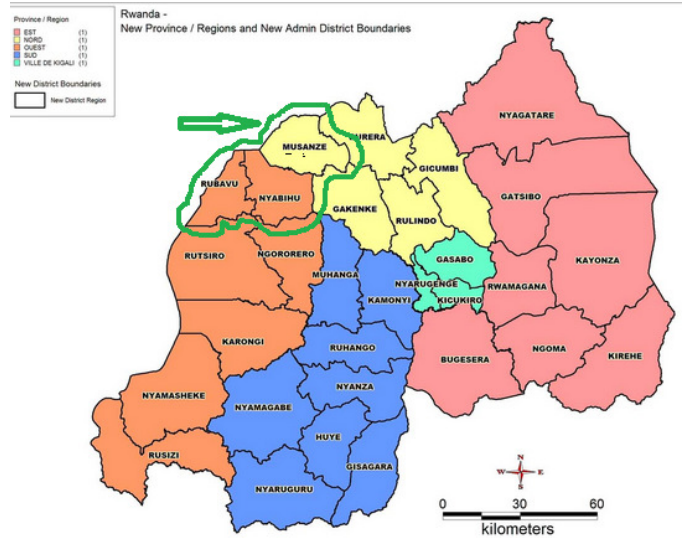 Province / Region
EST (1)
NORD (1)
OUEST (1)
SUD (1)
VILLE DE KIGALI (1)
New District Boundaries
New District Region
Rwanda -
New Province / Regions and New Admin District Boundaries
NYAGATARE
MUSANZE
URERA
GICUMBI
RUBAVU
NYABIHU
GATSIBO
GAKENKE
RULINDO
RUTSIRO
NGORORERO
GASABO
KAYONZA
MUHANGA
NYARUGENGE
RWAMAGANA
KAMONYI
KICUKIRO
KARONGI
RUHANGO
BUGESERA
NGOMA
KIREHE
NYAMASHEKE
NYANZA
NYAMAGABE
HUYE
RUSIZI
GISAGARA
NYARUGURU
N
W E
S
0 30 60
kilometers